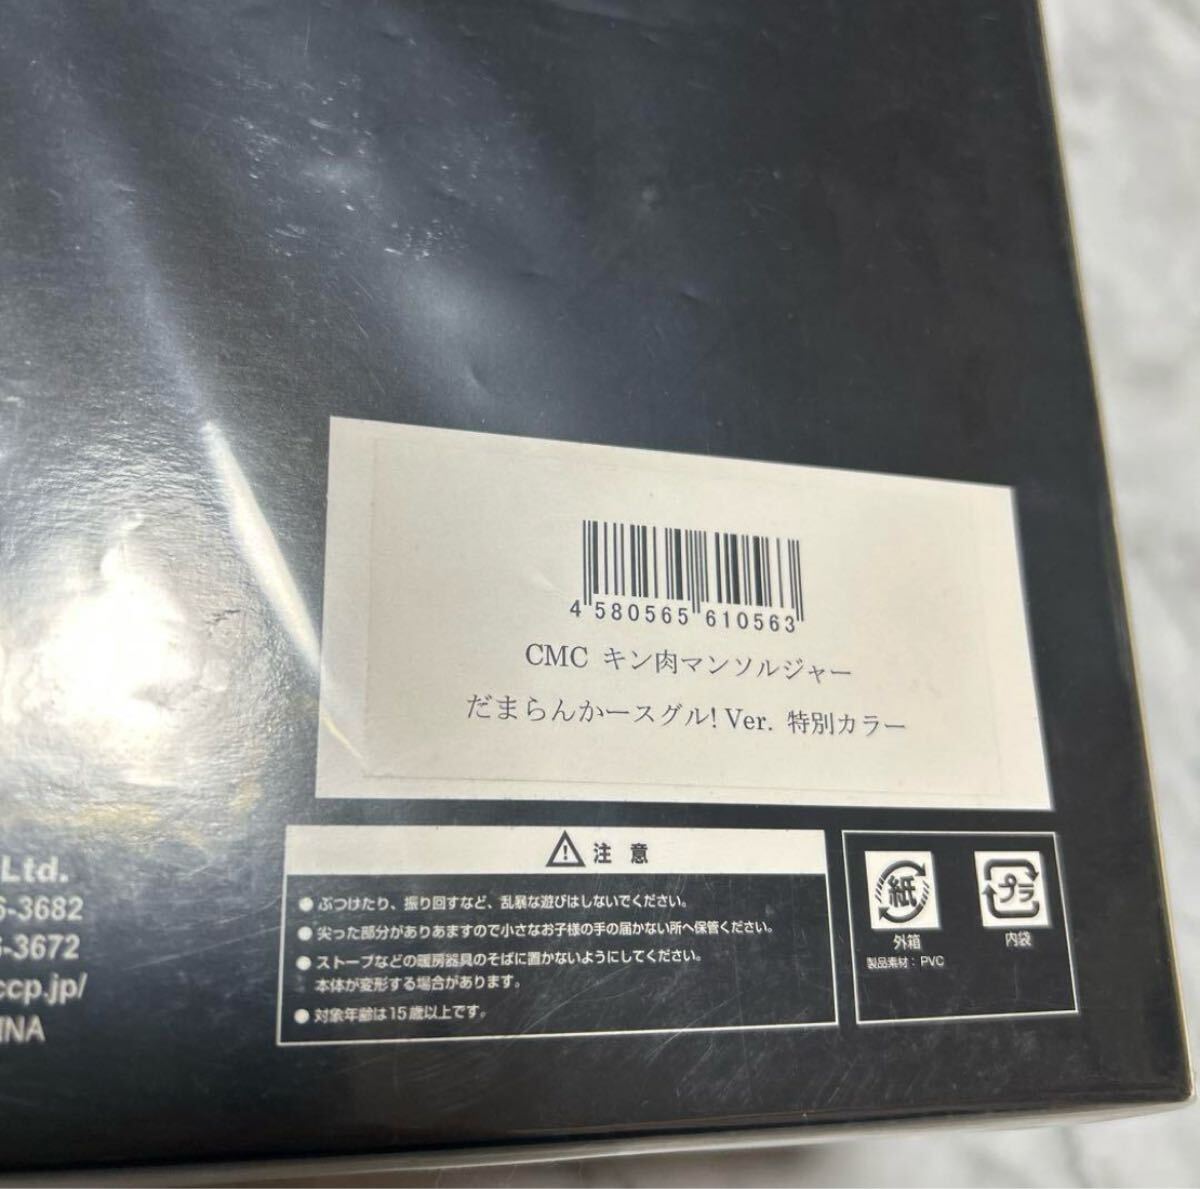 4 580565 610563
CMC キン肉マンソルジャー
だまらんかースグル! Ver. 特別カラー
注 意
●ぶつけたり、振り回すなど、乱暴な遊びはしないでください。
●尖った部分がありあますので小さなお子様の手の届かない所へ保管ください。
●ストーブなどの暖房器具のそばに置かないようにしてください。
本体が変形する場合があります。
●対象年齢は15歳以上です。
紙
外箱
プラ
内袋
製品素材：PVC
Ltd.
6-3682
6-3672
ccp.jp/
INA